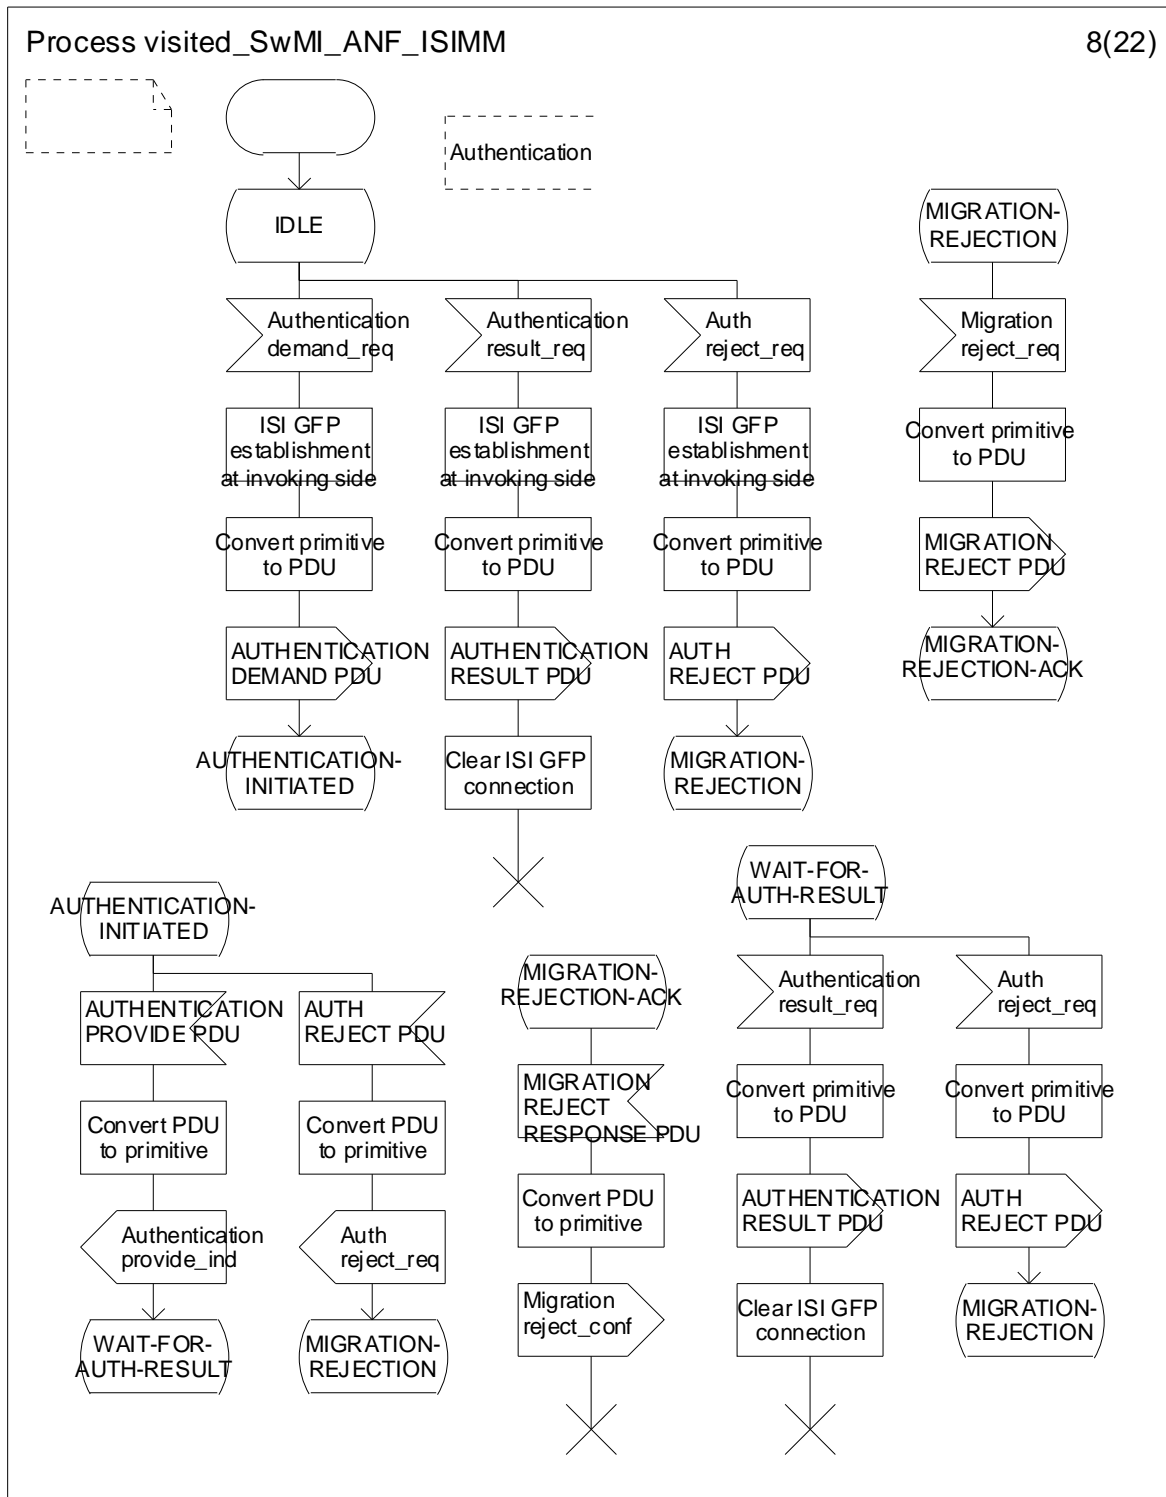 Process visited_SwMI_ANF_ISIMM
8(22)
Authentication
IDLE
MIGRATION-
REJECTION
Authentication
demand_req
Authentication
result_req
Auth
reject_req
Migration
reject_req
ISI GFP
establishment
at invoking side
ISI GFP
establishment
at invoking side
ISI GFP
establishment
at invoking side
Convert primitive
to PDU
Convert primitive
to PDU
Convert primitive
to PDU
Convert primitive
to PDU
MIGRATION
REJECT PDU
AUTHENTICATION
DEMAND PDU
AUTHENTICATION
RESULT PDU
AUTH
REJECT PDU
MIGRATION-
REJECTION-ACK
AUTHENTICATION-
INITIATED
Clear ISI GFP
connection
MIGRATION-
REJECTION
AUTHENTICATION-
INITIATED
AUTHENTICATION
PROVIDE PDU
AUTH
REJECT PDU
Convert PDU
to primitive
Convert PDU
to primitive
Authentication
provide_ind
Auth
reject_req
WAIT-FOR-
AUTH-RESULT
MIGRATION-
REJECTION
MIGRATION-
REJECTION-ACK
MIGRATION
REJECT
RESPONSE PDU
Convert PDU
to primitive
Migration
reject_conf
WAIT-FOR-
AUTH-RESULT
Authentication
result_req
Auth
reject_req
Convert primitive
to PDU
Convert primitive
to PDU
AUTHENTICATION
RESULT PDU
AUTH
REJECT PDU
Clear ISI GFP
connection
MIGRATION-
REJECTION